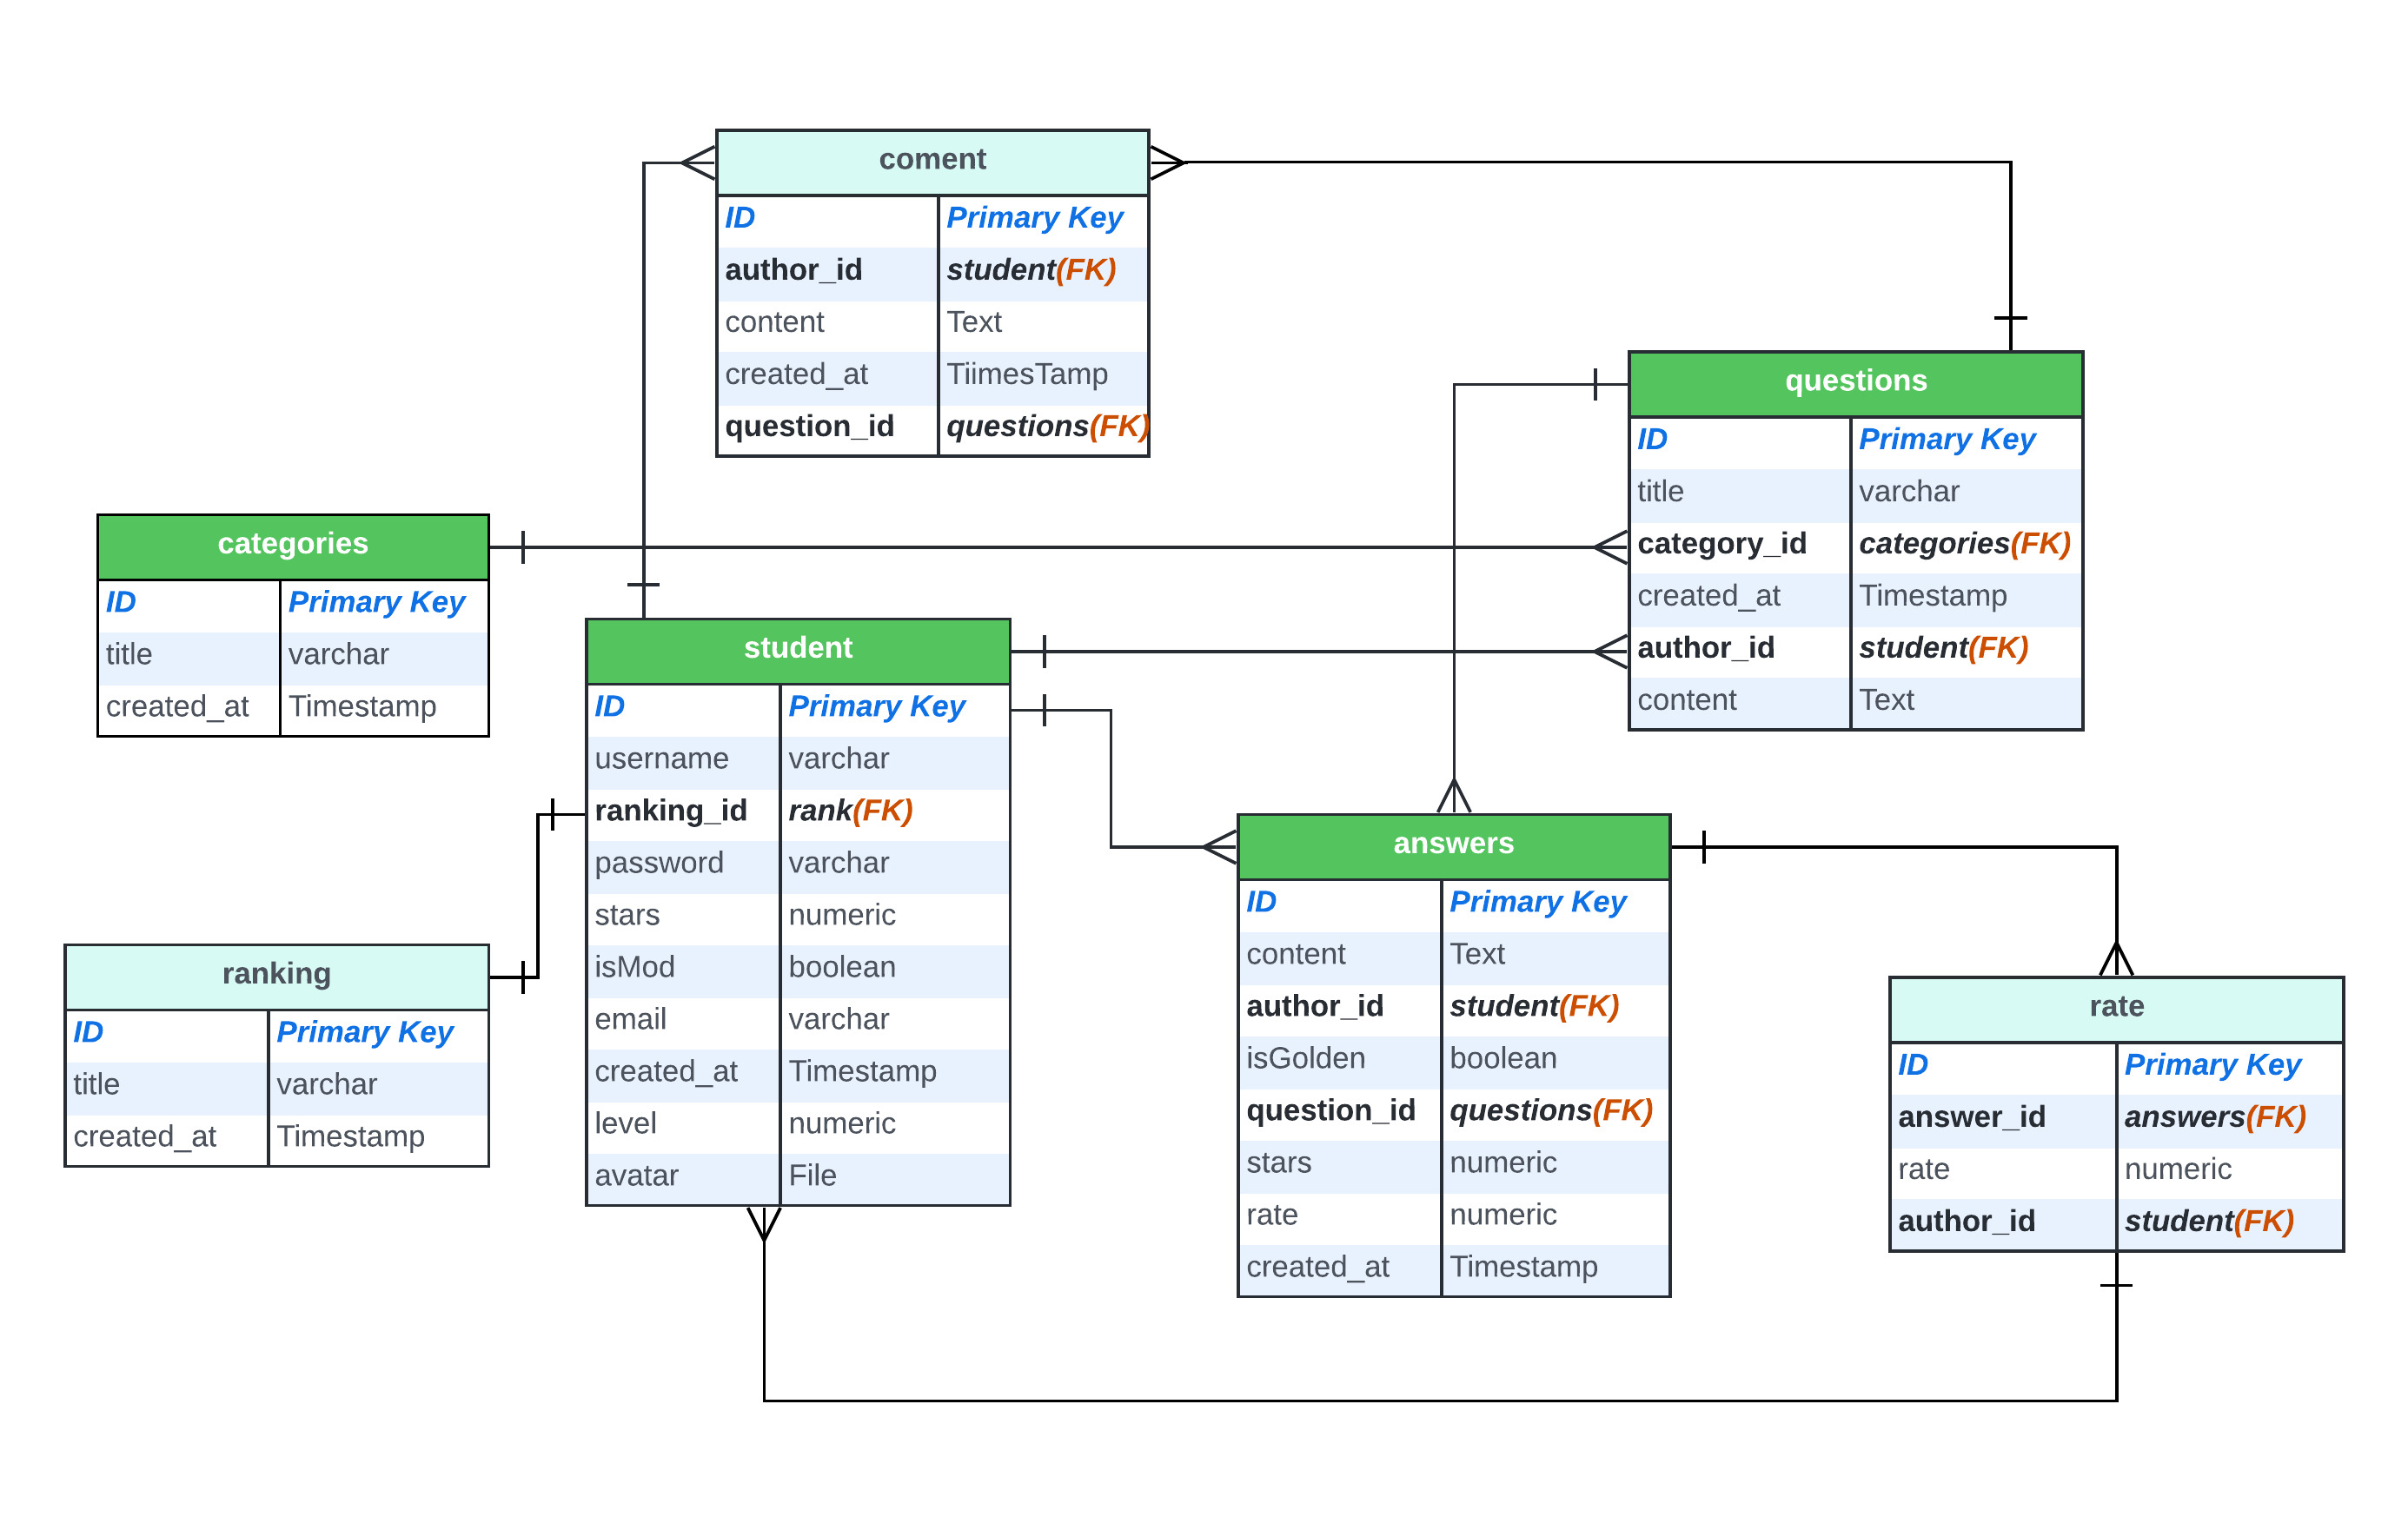 coment
ID Primary Key
author_id student(FK)
content Text
created_at TiimesTamp
question_id questions(FK)
questions
ID Primary Key
title varchar
category_id categories(FK)
created_at Timestamp
author_id student(FK)
content Text
categories
ID Primary Key
title varchar
created_at Timestamp
student
ID Primary Key
username varchar
ranking_id rank(FK)
password varchar
stars numeric
isMod boolean
email varchar
created_at Timestamp
level numeric
avatar File
answers
ID Primary Key
content Text
author_id student(FK)
isGolden boolean
question_id questions(FK)
stars numeric
rate numeric
created_at Timestamp
ranking
ID Primary Key
title varchar
created_at Timestamp
rate
ID Primary Key
answer_id answers(FK)
rate numeric
author_id student(FK)